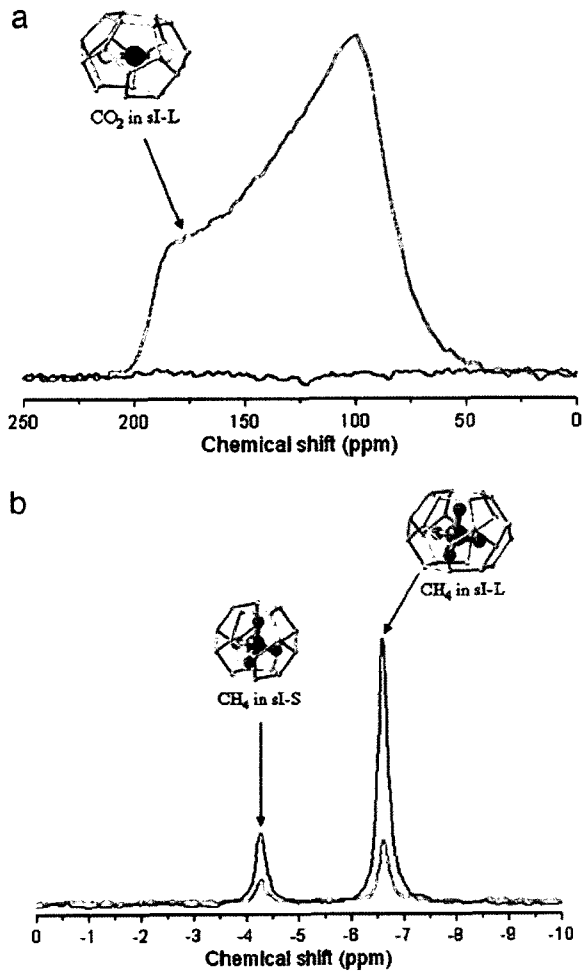 a
CO₂ in sI-L
250 200 150 100 50 0
Chemical shift (ppm)
b
CH₄ in sI-L
CH₄ in sI-S
0 -1 -2 -3 -4 -5 -6 -7 -8 -9 -10
Chemical shift (ppm)